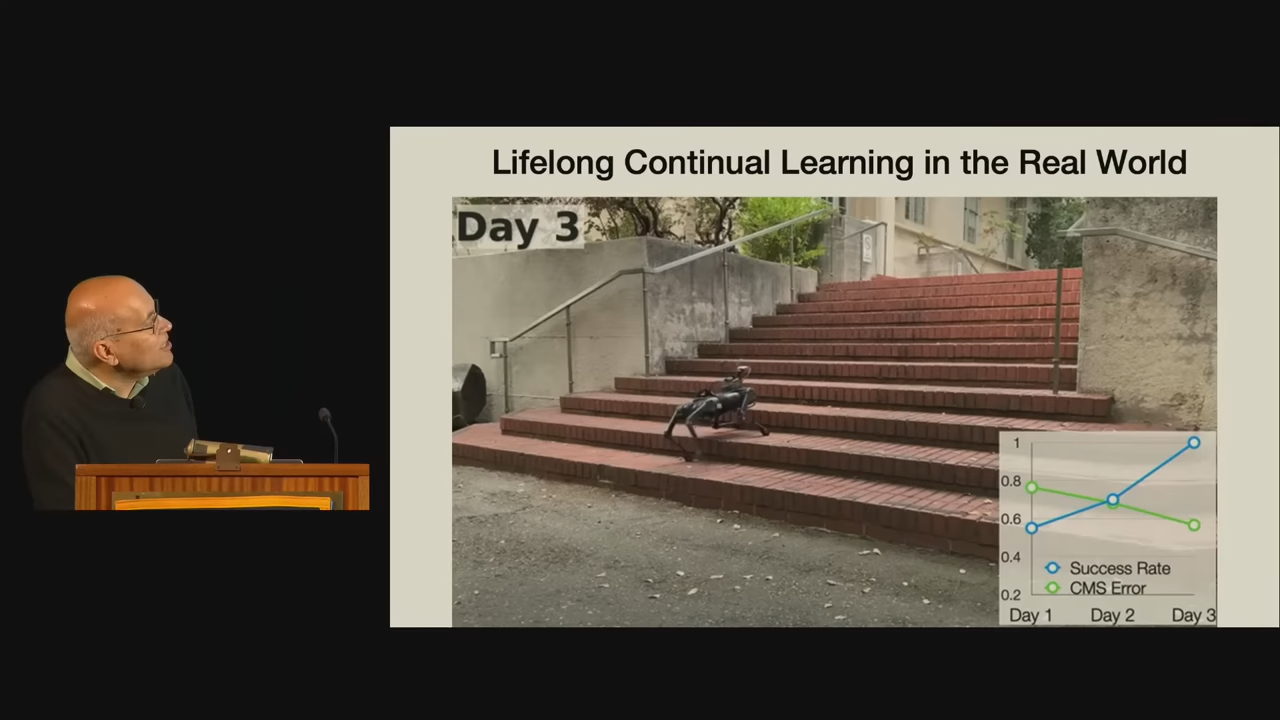 Lifelong Continual Learning in the Real World
Day 3
1
0.8
0.6
0.4
0.2
Success Rate
CMS Error
Day 1 Day 2 Day 3